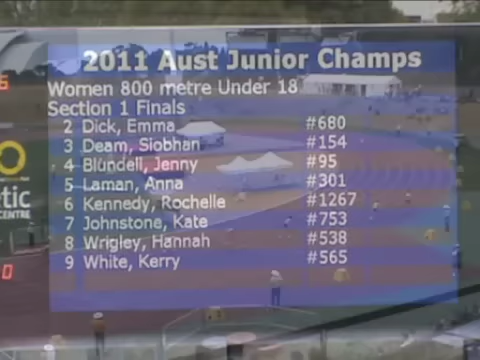 2011 Aust Junior Champs
Women 800 metre Under 18
Section 1 Finals
2 Dick, Emma #680
3 Deam, Siobhan #154
4 Blundell, Jenny #95
5 Laman, Anna #301
6 Kennedy, Rochelle #1267
7 Johnstone, Kate #753
8 Wrigley, Hannah #538
9 White, Kerry #565
etic
CENTRE